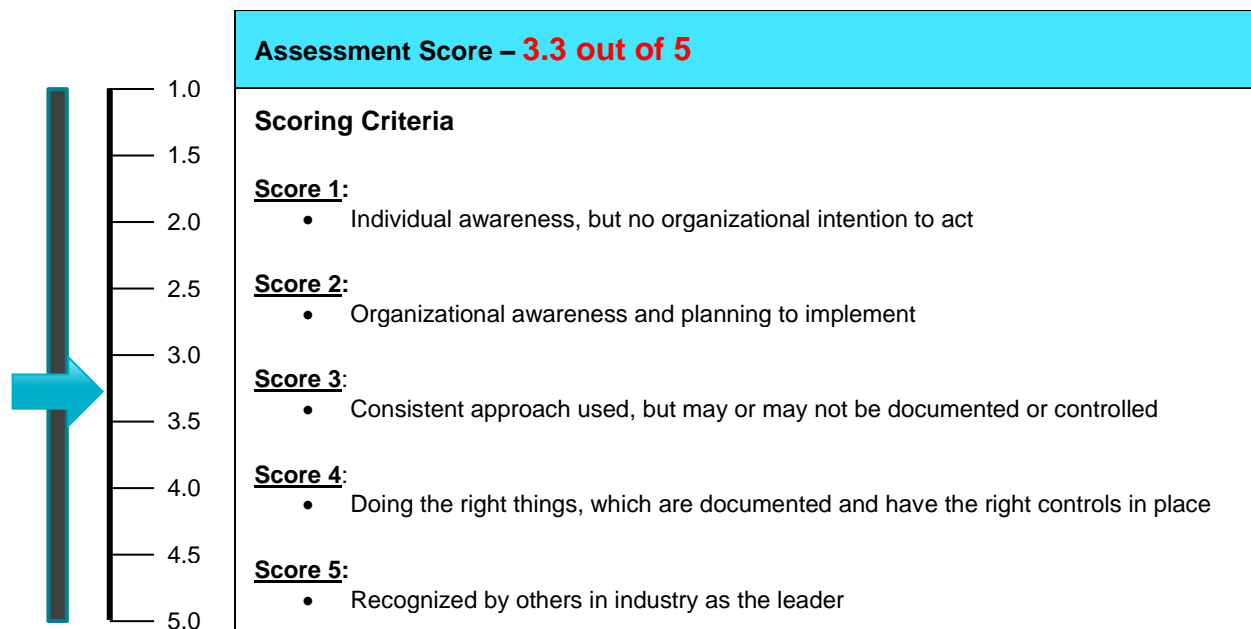 Assessment Score – 3.3 out of 5
1.0
1.5
2.0
2.5
3.0
3.5
4.0
4.5
5.0
Scoring Criteria
Score 1:
• Individual awareness, but no organizational intention to act
Score 2:
• Organizational awareness and planning to implement
Score 3:
• Consistent approach used, but may or may not be documented or controlled
Score 4:
• Doing the right things, which are documented and have the right controls in place
Score 5:
• Recognized by others in industry as the leader